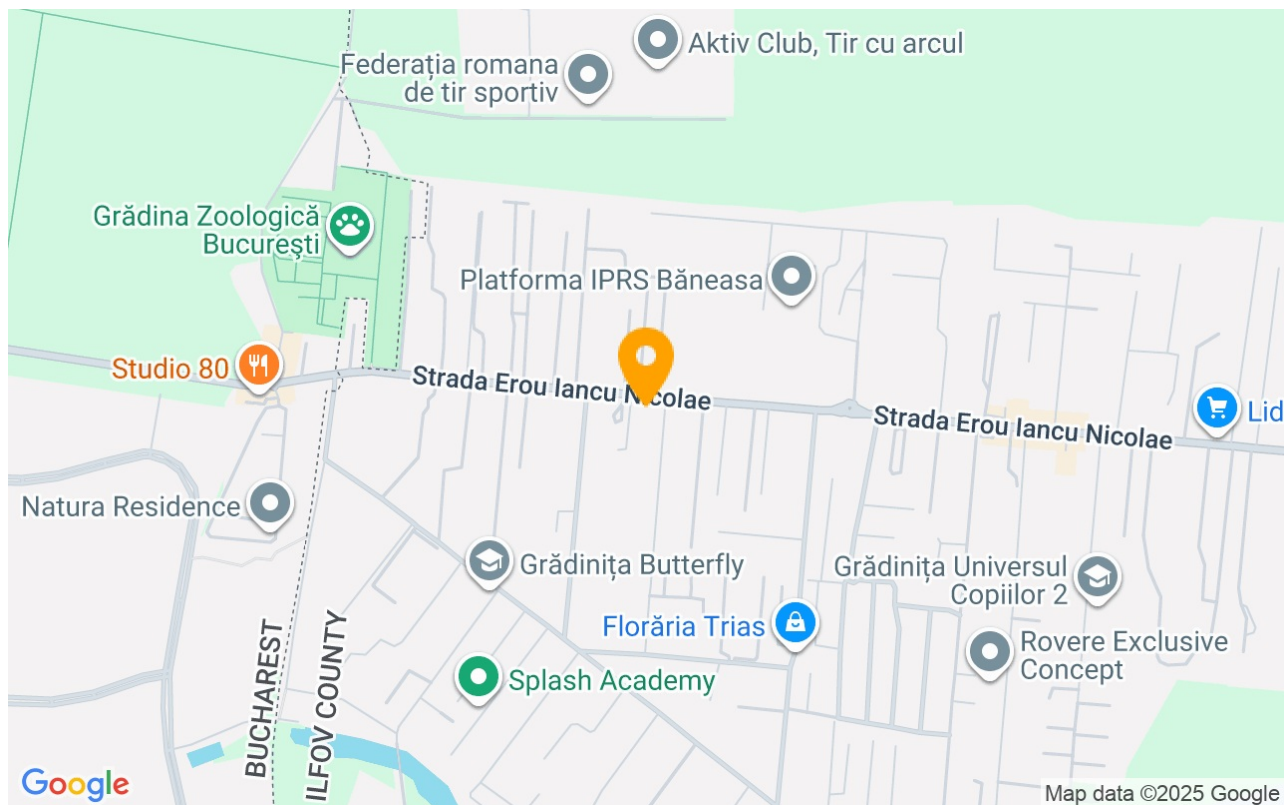 Aktiv Club, Tir cu arcul
Federația romana
de tir sportiv
Grădina Zoologică
București
Platforma IPRS Băneasa
Studio 80
Strada Erou Iancu Nicolae
Strada Erou Iancu Nicolae
Lid
Natura Residence
Grădinița Butterfly
Grădinița Universul
Copiilor 2
Florăria Trias
Rovere Exclusive
Concept
Splash Academy
BUCHAREST
ILFOV COUNTY
Google
Map data ©2025 Google